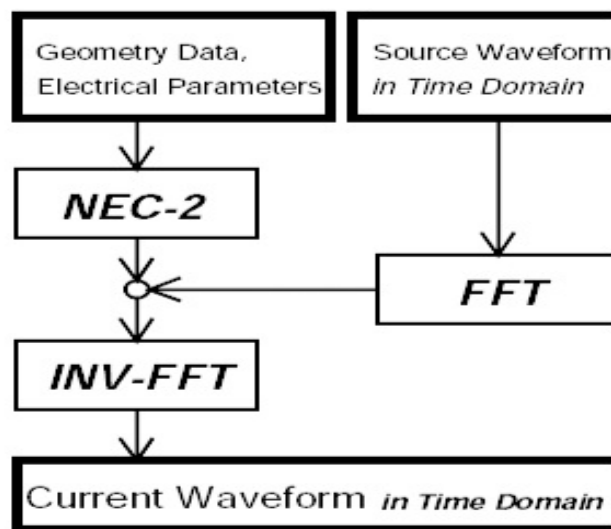 Geometry Data,
Electrical Parameters
Source Waveform
in Time Domain
NEC-2
FFT
INV-FFT
Current Waveform in Time Domain